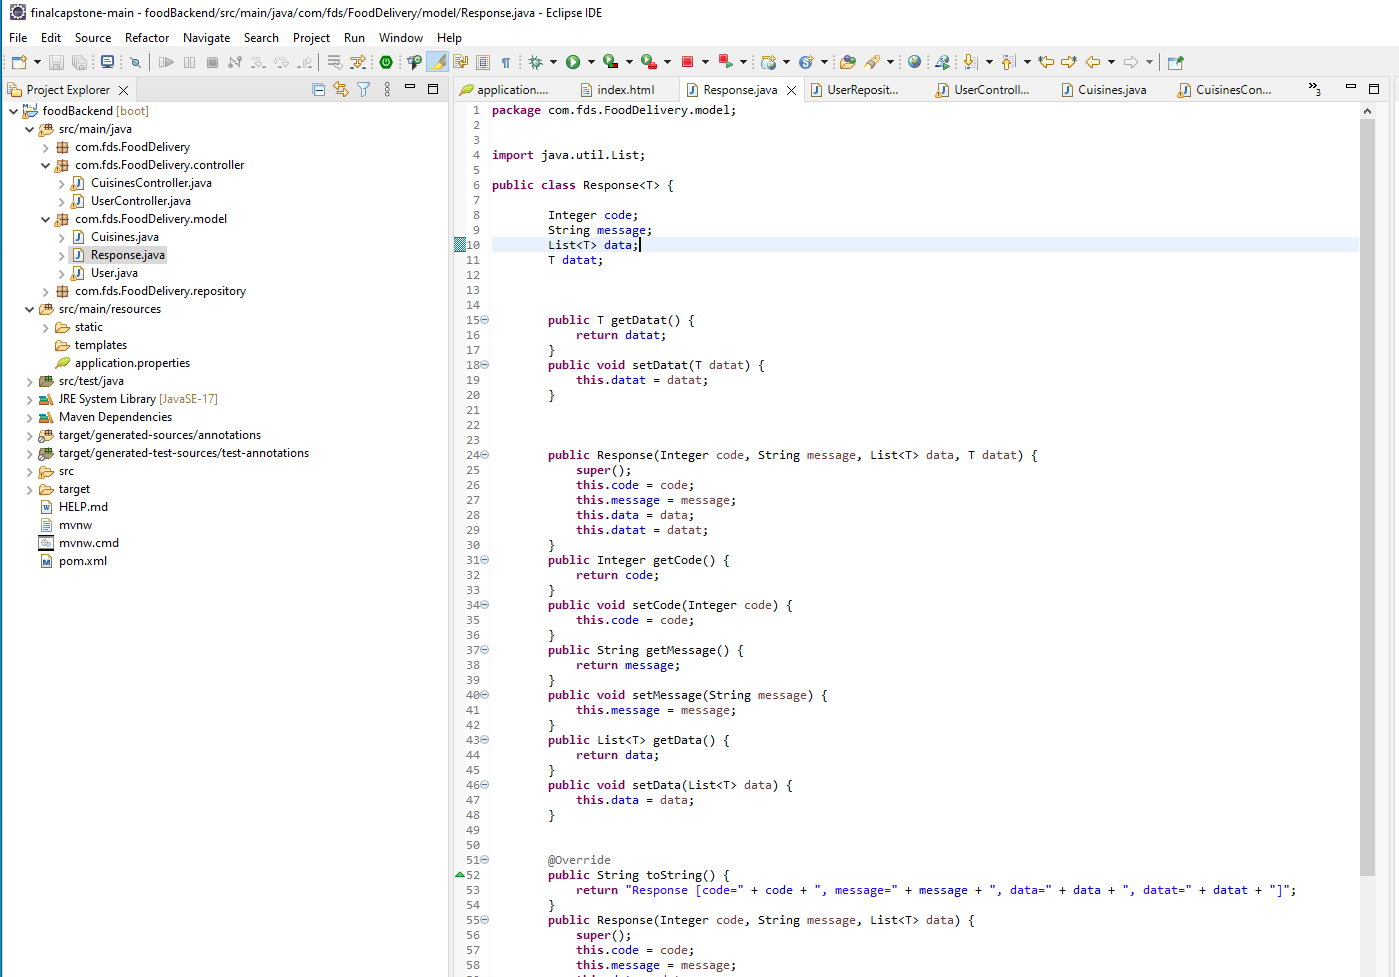 finalcapstone-main - foodBackend/src/main/java/com/fds/FoodDelivery/model/Response.java - Eclipse IDE
File Edit Source Refactor Navigate Search Project Run Window Help
Project Explorer
foodBackend [boot]
src/main/java
com.fds.FoodDelivery
com.fds.FoodDelivery.controller
CuisinesController.java
UserController.java
com.fds.FoodDelivery.model
Cuisines.java
Response.java
User.java
com.fds.FoodDelivery.repository
src/main/resources
static
templates
application.properties
src/test/java
JRE System Library [JavaSE-17]
Maven Dependencies
target/generated-sources/annotations
target/generated-test-sources/test-annotations
src
target
HELP.md
mvnw
mvnw.cmd
pom.xml
application.... index.html Response.java UserReposit... UserControll... Cuisines.java CuisinesCon... »3
1 package com.fds.FoodDelivery.model;
2
3
4 import java.util.List;
5
6 public class Response<T> {
7
8 Integer code;
9 String message;
10 List<T> data;
11 T datat;
12
13
14
15 public T getDatat() {
16 return datat;
17 }
18 public void setDatat(T datat) {
19 this.datat = datat;
20 }
21
22
23
24 public Response(Integer code, String message, List<T> data, T datat) {
25 super();
26 this.code = code;
27 this.message = message;
28 this.data = data;
29 this.datat = datat;
30 }
31 public Integer getCode() {
32 return code;
33 }
34 public void setCode(Integer code) {
35 this.code = code;
36 }
37 public String getMessage() {
38 return message;
39 }
40 public void setMessage(String message) {
41 this.message = message;
42 }
43 public List<T> getData() {
44 return data;
45 }
46 public void setData(List<T> data) {
47 this.data = data;
48 }
49
50
51 @Override
52 public String toString() {
53 return "Response [code=" + code + ", message=" + message + ", data=" + data + ", datat=" + datat + "]";
54 }
55 public Response(Integer code, String message, List<T> data) {
56 super();
57 this.code = code;
58 this.message = message;